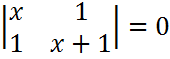 |x 1|
|1 x + 1| = 0